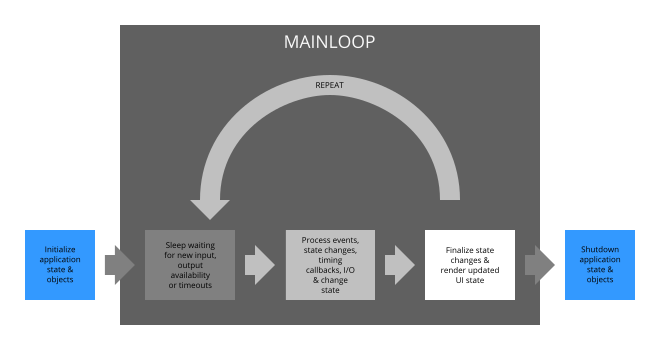 MAINLOOP
REPEAT
Initialize
application
state &
objects
Sleep waiting
for new input,
output
availability
or timeouts
Process events,
state changes,
timing
callbacks, I/O
& change
state
Finalize state
changes &
render updated
UI state
Shutdown
application
state &
objects